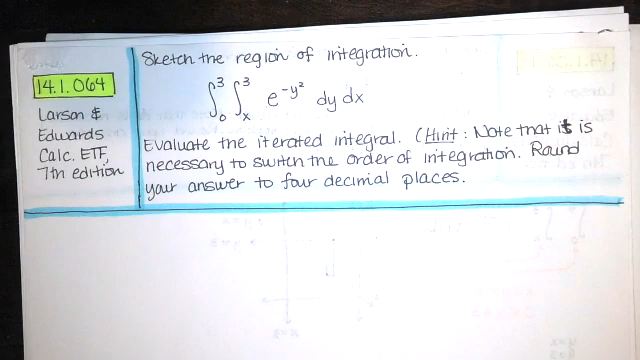 14.1.064
Larson &
Edwards
Calc. ETF,
7th edition
Sketch the region of integration.
∫₀³ ∫ₓ³ e^-y² dy dx
Evaluate the iterated integral. (Hint: Note that it is
necessary to switch the order of integration. Round
your answer to four decimal places.